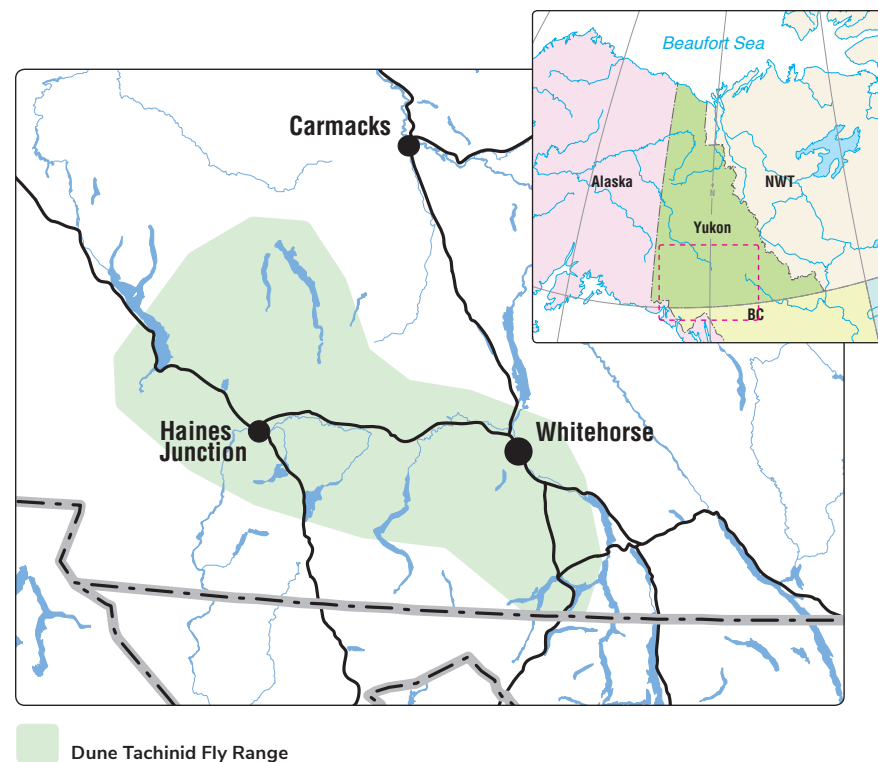 Beaufort Sea
Alaska
NWT
N
Yukon
BC
Carmacks
Haines
Junction
Whitehorse
Dune Tachinid Fly Range